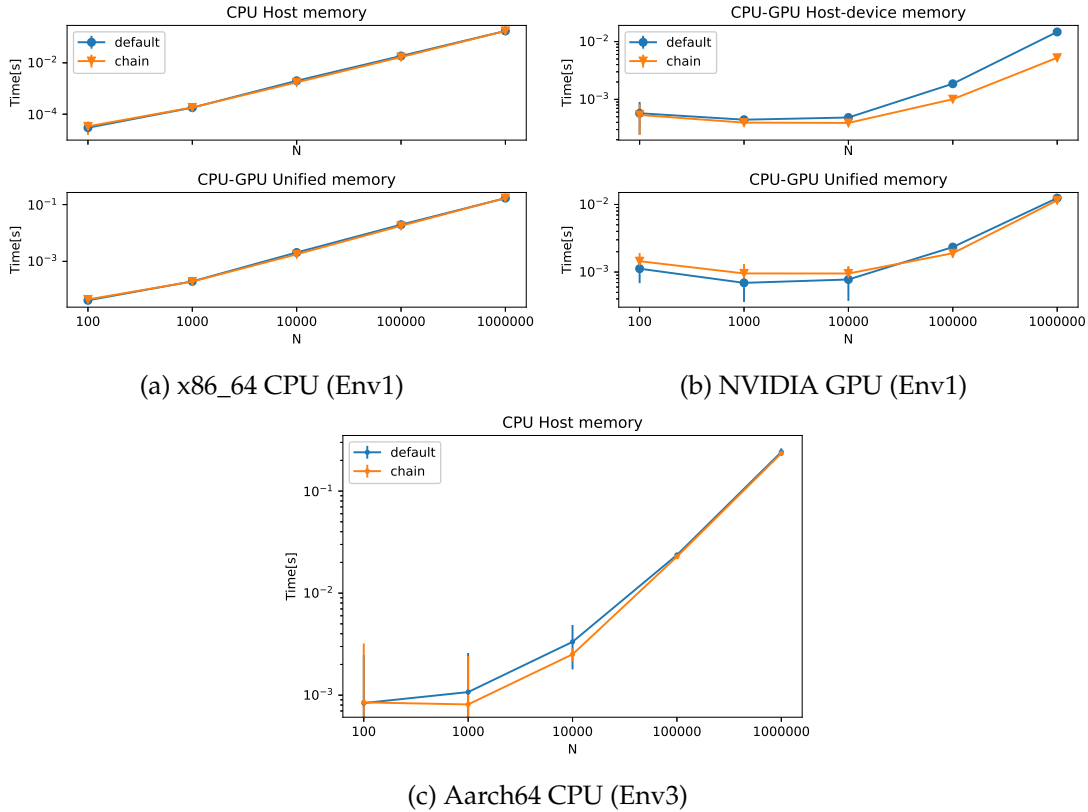 CPU Host memory
default
chain
Time[s]
10⁻²
10⁻⁴
N
CPU-GPU Unified memory
Time[s]
10⁻¹
10⁻³
100 1000 10000 100000 1000000
N
(a) x86_64 CPU (Env1)
CPU-GPU Host-device memory
default
chain
Time[s]
10⁻²
10⁻³
N
CPU-GPU Unified memory
Time[s]
10⁻²
10⁻³
100 1000 10000 100000 1000000
N
(b) NVIDIA GPU (Env1)
CPU Host memory
default
chain
Time[s]
10⁻¹
10⁻²
10⁻³
100 1000 10000 100000 1000000
N
(c) Aarch64 CPU (Env3)